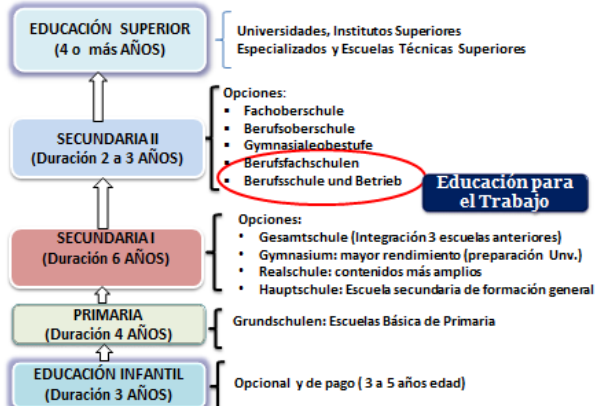 EDUCACIÓN SUPERIOR
(4 o más AÑOS)
Universidades, Institutos Superiores
Especializados y Escuelas Técnicas Superiores
SECUNDARIA II
(Duración 2 a 3 AÑOS)
Opciones:
▪ Fachoberschule
▪ Berufsoberschule
▪ Gymnasialeobestufe
▪ Berufsfachschulen
▪ Berufsschule und Betrieb
Educación para
el Trabajo
SECUNDARIA I
(Duración 6 AÑOS)
Opciones:
• Gesamtschule (Integración 3 escuelas anteriores)
• Gymnasium: mayor rendimiento (preparación Unv.)
• Realschule: contenidos más amplios
• Hauptschule: Escuela secundaria de formación general
PRIMARIA
(Duración 4 AÑOS)
Grundschulen: Escuelas Básica de Primaria
EDUCACIÓN INFANTIL
(Duración 3 AÑOS)
Opcional y de pago ( 3 a 5 años edad)